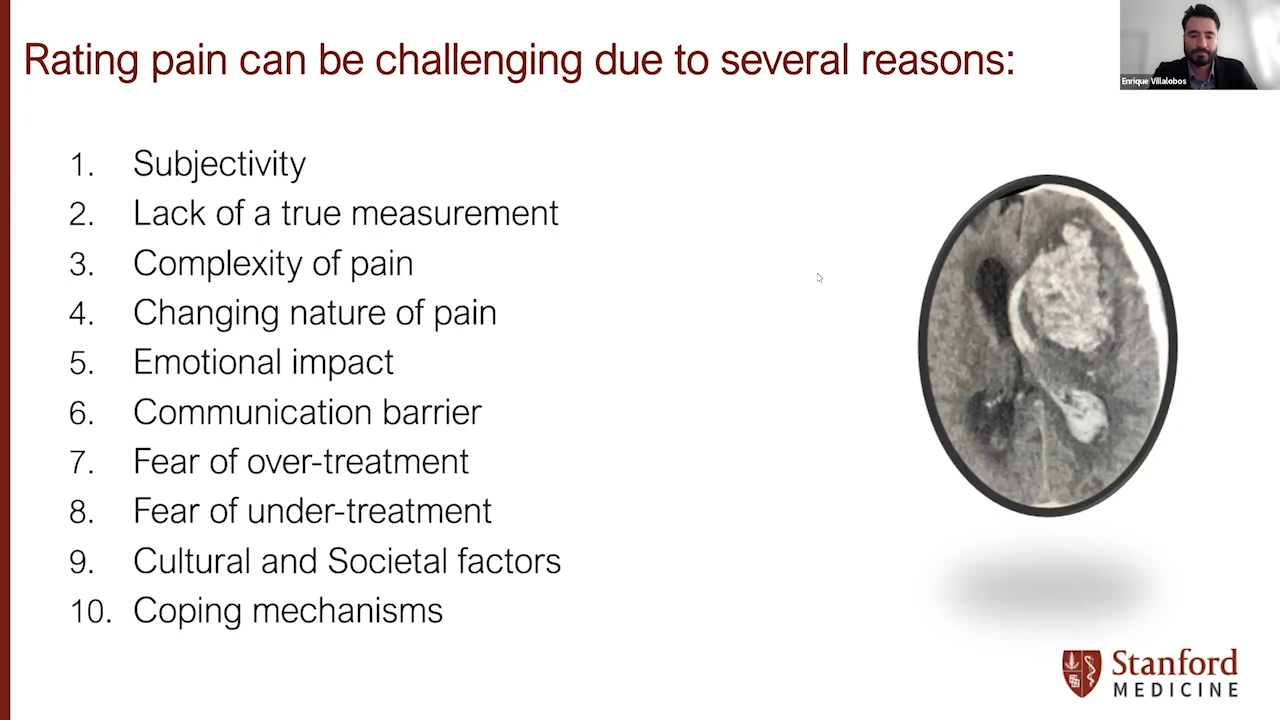 Rating pain can be challenging due to several reasons:
Enrique Villalobos
1. Subjectivity
2. Lack of a true measurement
3. Complexity of pain
4. Changing nature of pain
5. Emotional impact
6. Communication barrier
7. Fear of over-treatment
8. Fear of under-treatment
9. Cultural and Societal factors
10. Coping mechanisms
Stanford
MEDICINE